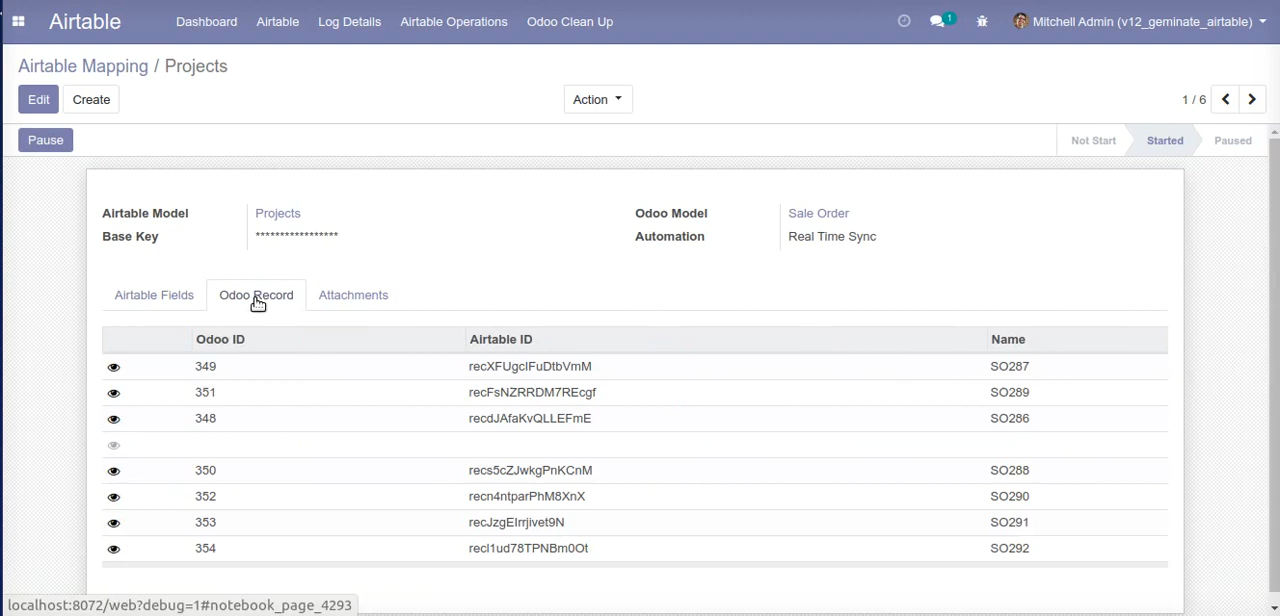 Airtable Dashboard Airtable Log Details Airtable Operations Odoo Clean Up 1 Mitchell Admin (v12_geminate_airtable)
Airtable Mapping / Projects
Edit Create Action 1 / 6
Pause Not Start Started Paused
Airtable Model Projects Odoo Model Sale Order
Base Key ***************** Automation Real Time Sync
Airtable Fields Odoo Record Attachments
Odoo ID Airtable ID Name
349 recXFUgclFuDtbVmM SO287
351 recFsNZRRDM7REcgf SO289
348 recdJAfaKvQLLEFmE SO286
350 recs5cZJwkgPnKCnM SO288
352 recn4ntparPhM8XnX SO290
353 recJzgEIrrjivet9N SO291
354 recl1ud78TPNBm0Ot SO292
localhost:8072/web?debug=1#notebook_page_4293